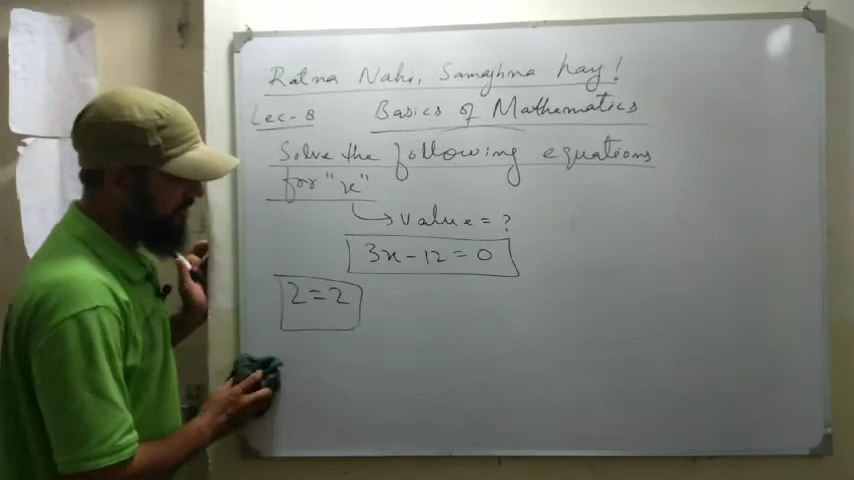 Ratna Nahi, Samajhna hay!
Lec-8 Basics of Mathematics
Solve the following equations
for "x"
value = ?
3x - 12 = 0
2 = 2